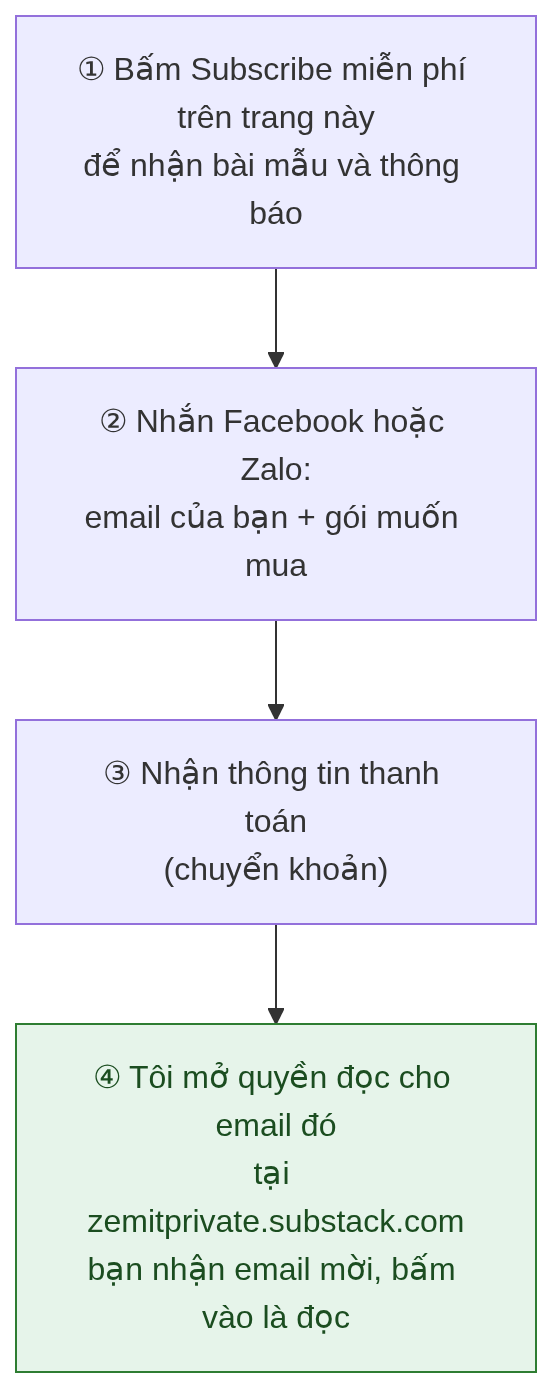 ① Bấm Subscribe miễn phí
trên trang này
để nhận bài mẫu và thông
báo
② Nhắn Facebook hoặc
Zalo:
email của bạn + gói muốn
mua
③ Nhận thông tin thanh
toán
(chuyển khoản)
④ Tôi mở quyền đọc cho
email đó
tại
zemitprivate.substack.com
bạn nhận email mời, bấm
vào là đọc